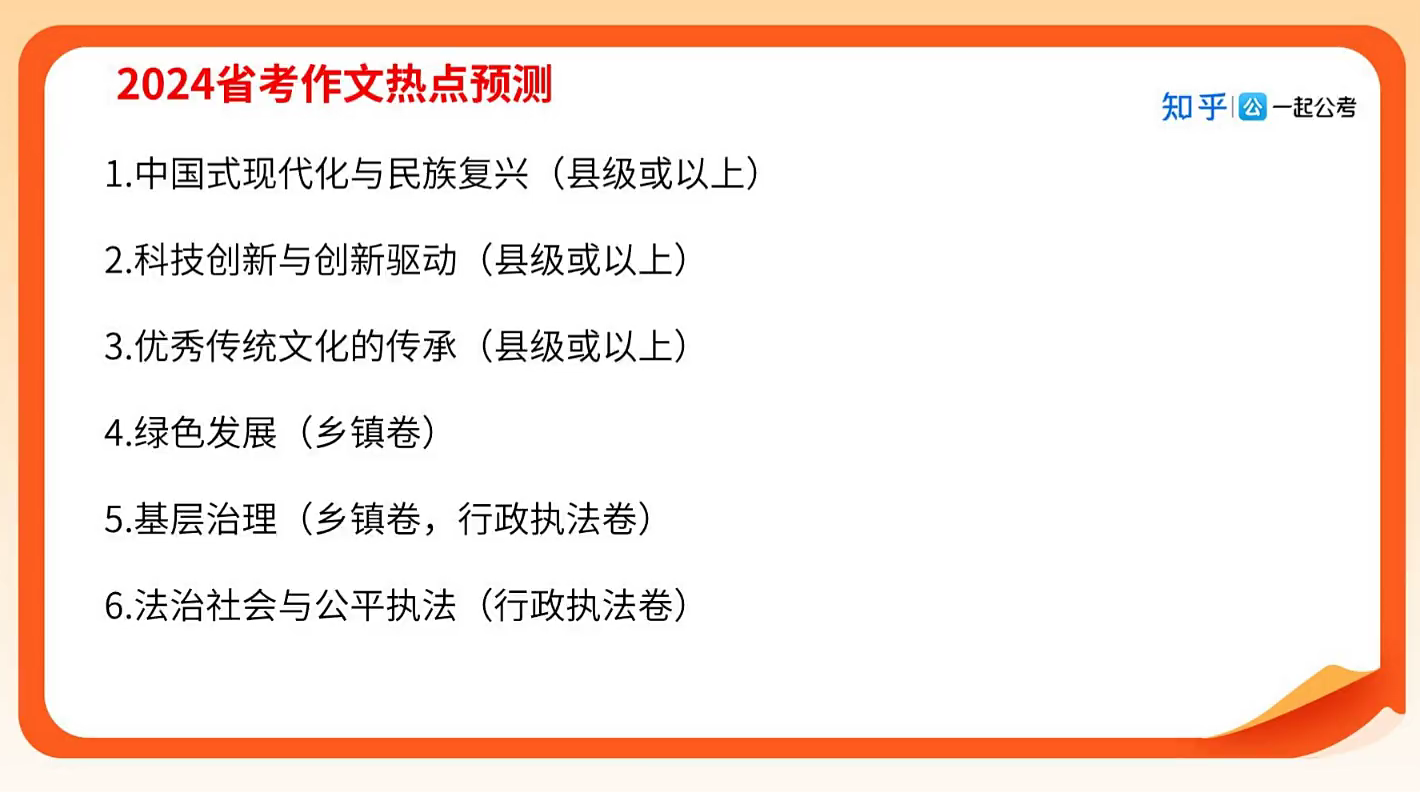 2024省考作文热点预测
知乎 公 一起公考
1.中国式现代化与民族复兴（县级或以上）
2.科技创新与创新驱动（县级或以上）
3.优秀传统文化的传承（县级或以上）
4.绿色发展（乡镇卷）
5.基层治理（乡镇卷，行政执法卷）
6.法治社会与公平执法（行政执法卷）